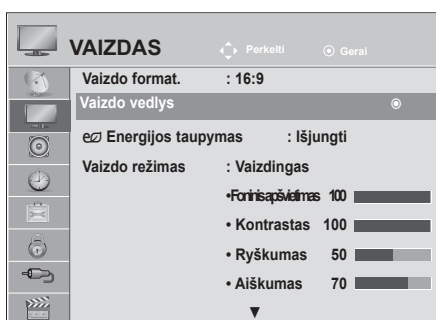 VAIZDAS Perkelti Gerai
Vaizdo format. : 16:9
Vaizdo vedlys
Energijos taupymas : Išjungti
Vaizdo režimas : Vaizdingas
•Foninis apšvietimas 100
• Kontrastas 100
• Ryškumas 50
• Aiškumas 70